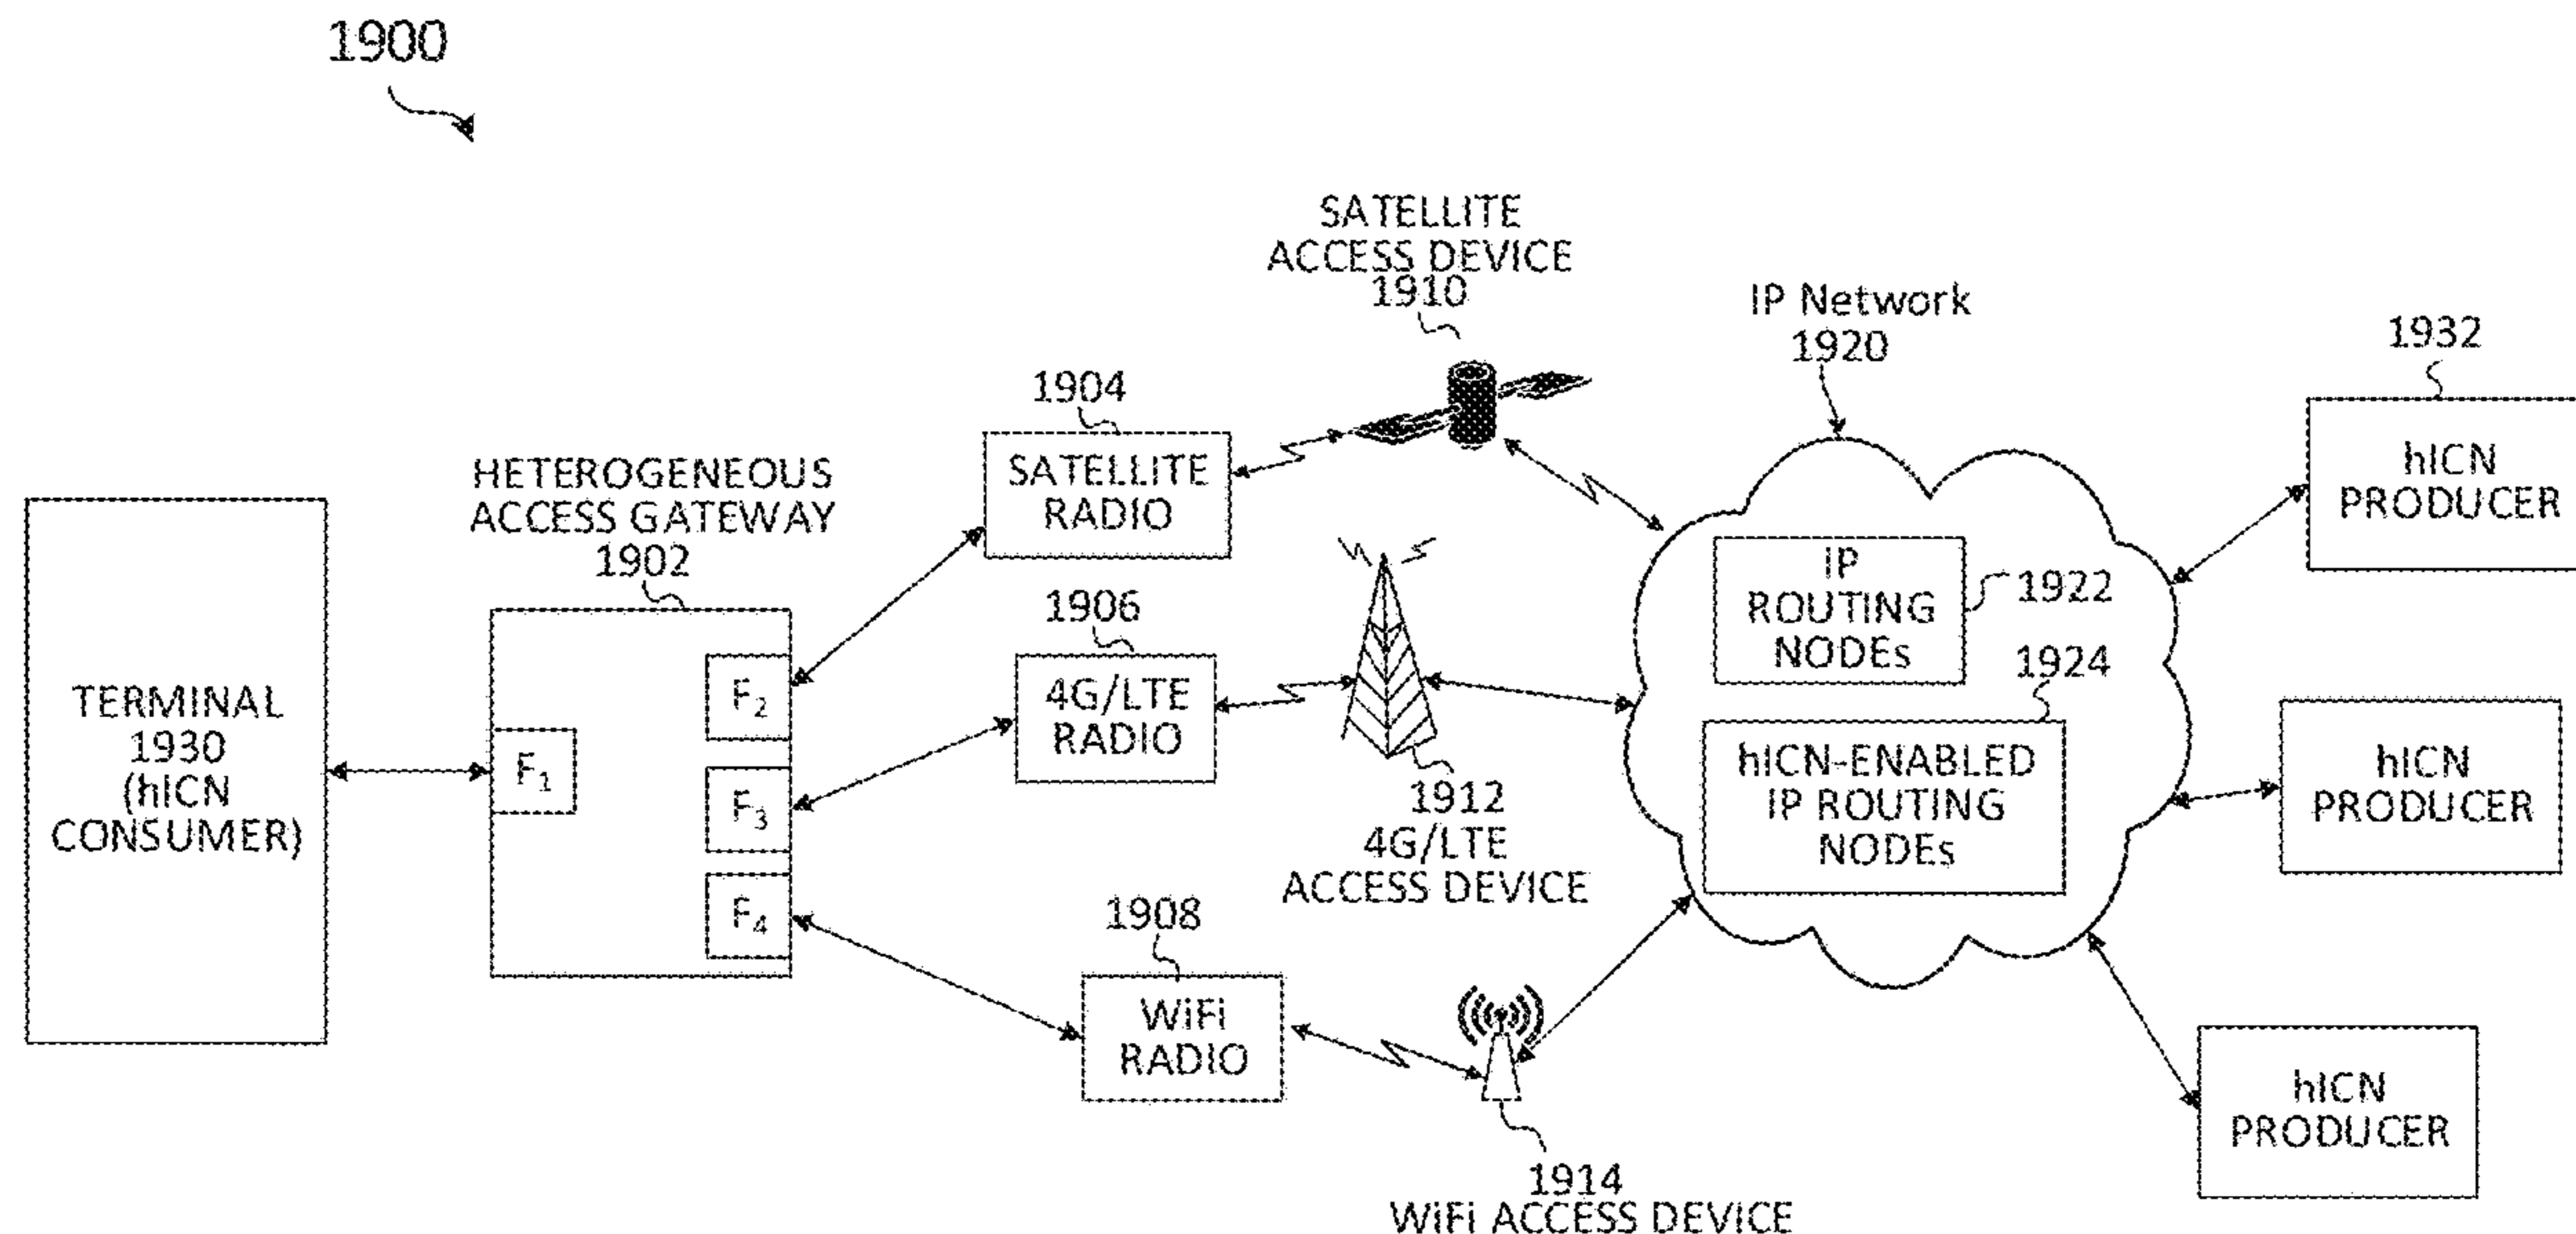 1900
SATELLITE
ACCESS DEVICE
1910
IP Network
1920
1932
hICN
PRODUCER
1904
SATELLITE
RADIO
HETEROGENEOUS
ACCESS GATEWAY
1902
TERMINAL
1930
(hICN
CONSUMER)
F1
F2
F3
F4
1906
4G/LTE
RADIO
1912
4G/LTE
ACCESS DEVICE
IP
ROUTING
NODEs
1922
1924
hICN-ENABLED
IP ROUTING
NODEs
hICN
PRODUCER
1908
WiFi
RADIO
1914
WiFi ACCESS DEVICE
hICN
PRODUCER